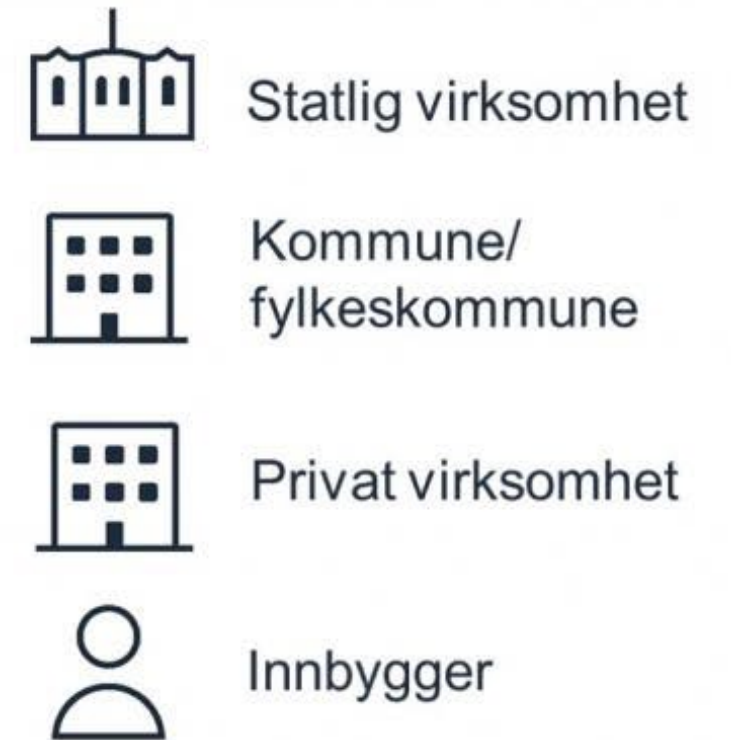 Statlig virksomhet
Kommune/
fylkeskommune
Privat virksomhet
Innbygger